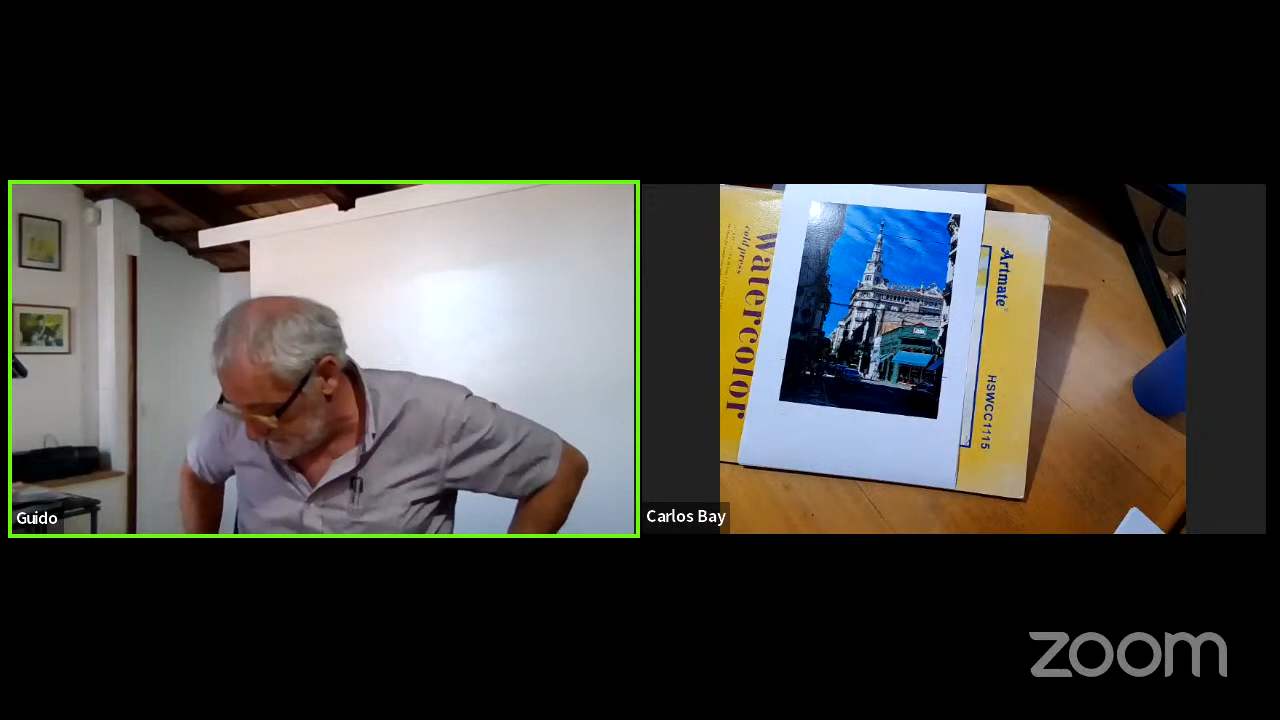 Guido
Carlos Bay
Watercolor
cold press
Artmate
HSWCC1115
zoom